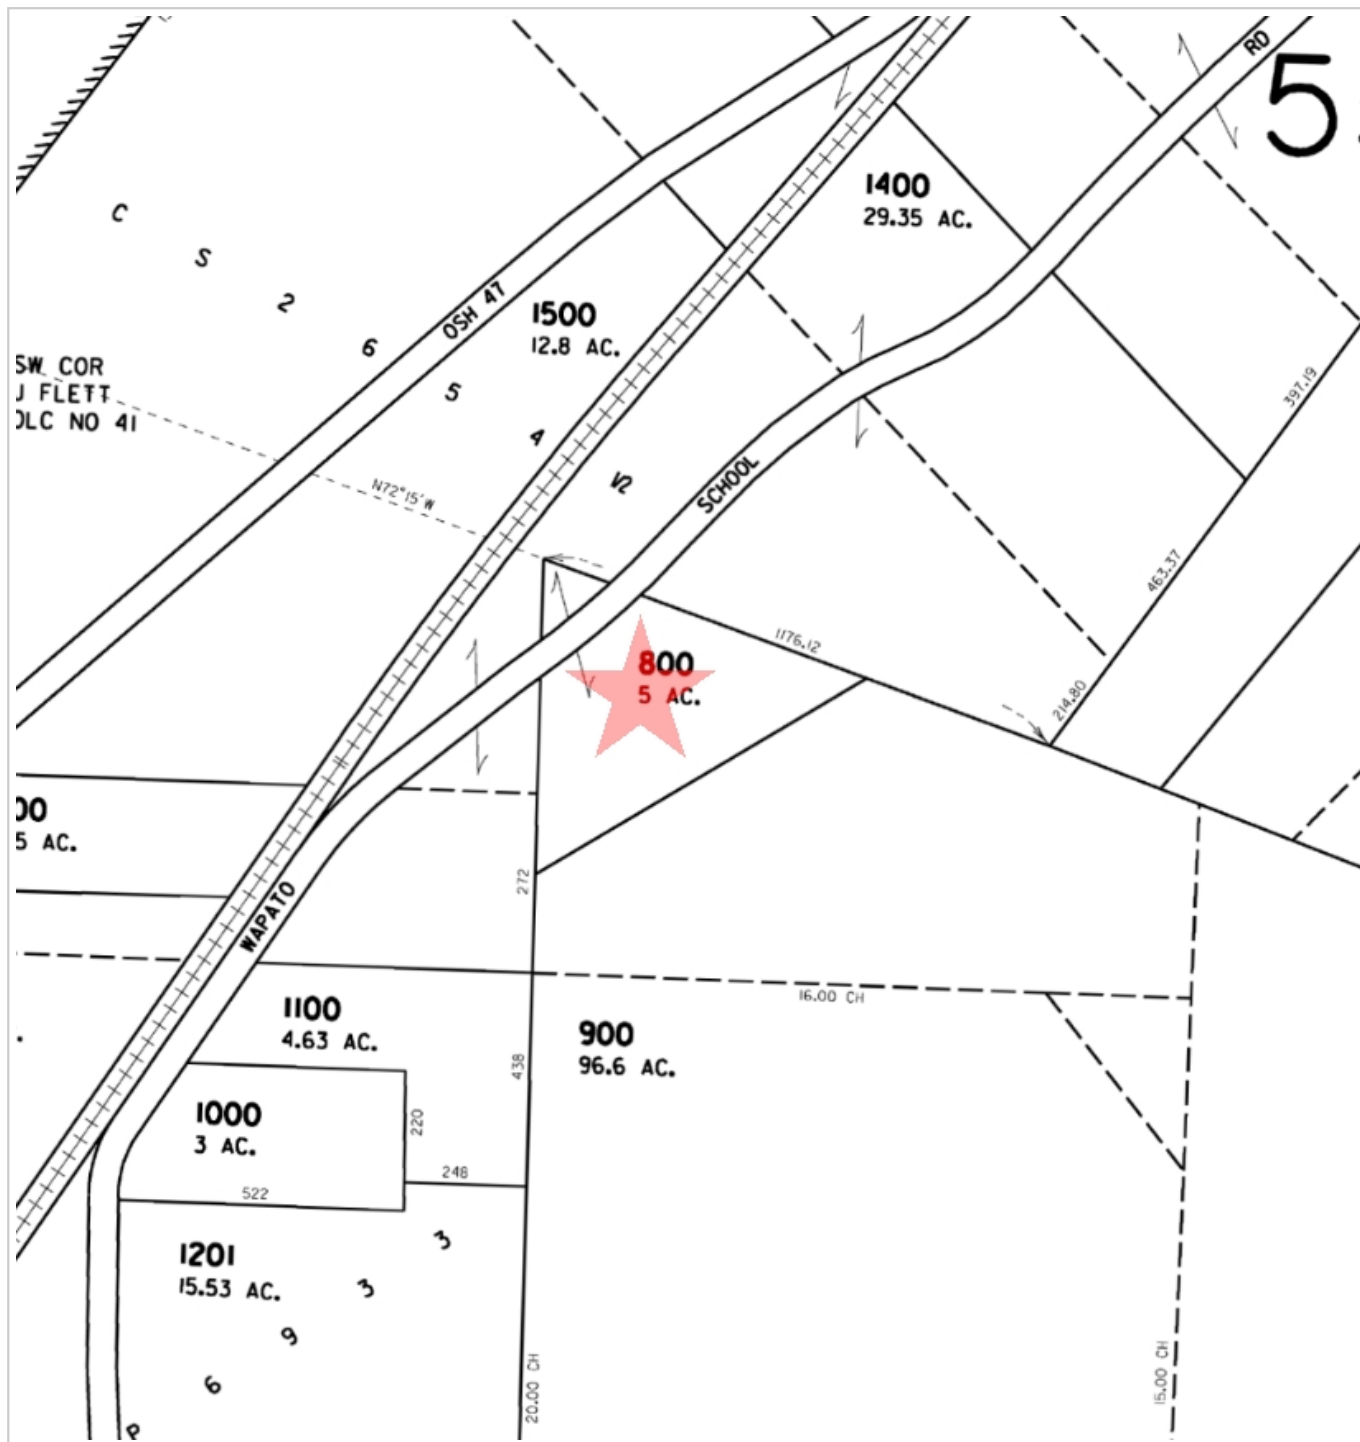 RD
5
1400
29.35 AC.
C S 2 6 5 4 V2
OSH 47
1500
12.8 AC.
SW COR
J FLETT
DLC NO 41
397.19
N72°15'W
SCHOOL
463.37
1176.12
800
5 AC.
214.80
00
5 AC.
272
WAPATO
16.00 CH
1100
4.63 AC.
900
96.6 AC.
438
1000
3 AC.
220
248
522
1201
15.53 AC.
3
3
9
6
P
20.00 CH
15.00 CH